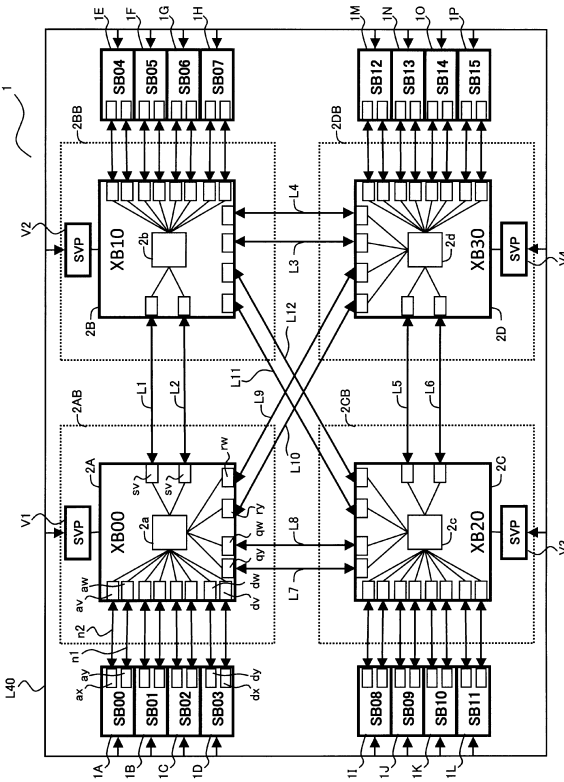 1
L40
1E
1F
1G
1H
SB04
SB05
SB06
SB07
1M
1N
1O
1P
SB12
SB13
SB14
SB15
2BB
2DB
V2
SVP
XB10
2b
2B
L4
L3
XB30
2d
2D
SVP
V4
L12
L11
L9
L10
L1
L2
L5
L6
2AB
2CB
V1
SVP
2A
XB00
2a
sv
sv
rw
ry
qw
qy
L8
L7
2C
XB20
2c
SVP
V3
av
aw
dw
dv
n2
n1
ax
ay
dy
dx
SB00
SB01
SB02
SB03
1A
1B
1C
1D
SB08
SB09
SB10
SB11
1I
1J
1K
1L